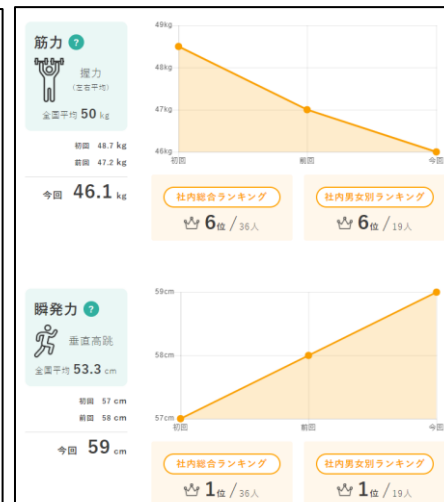 筋力 ?
握力
(左右平均)
全国平均 50 kg
初回 48.7 kg
前回 47.2 kg
今回 46.1 kg
49kg
48kg
47kg
46kg
初回 前回 今回
社内総合ランキング
6位 / 36人
社内男女別ランキング
6位 / 19人
瞬発力 ?
垂直高跳
全国平均 53.3 cm
初回 57 cm
前回 58 cm
今回 59 cm
59cm
58cm
57cm
初回 前回 今回
社内総合ランキング
1位 / 36人
社内男女別ランキング
1位 / 19人